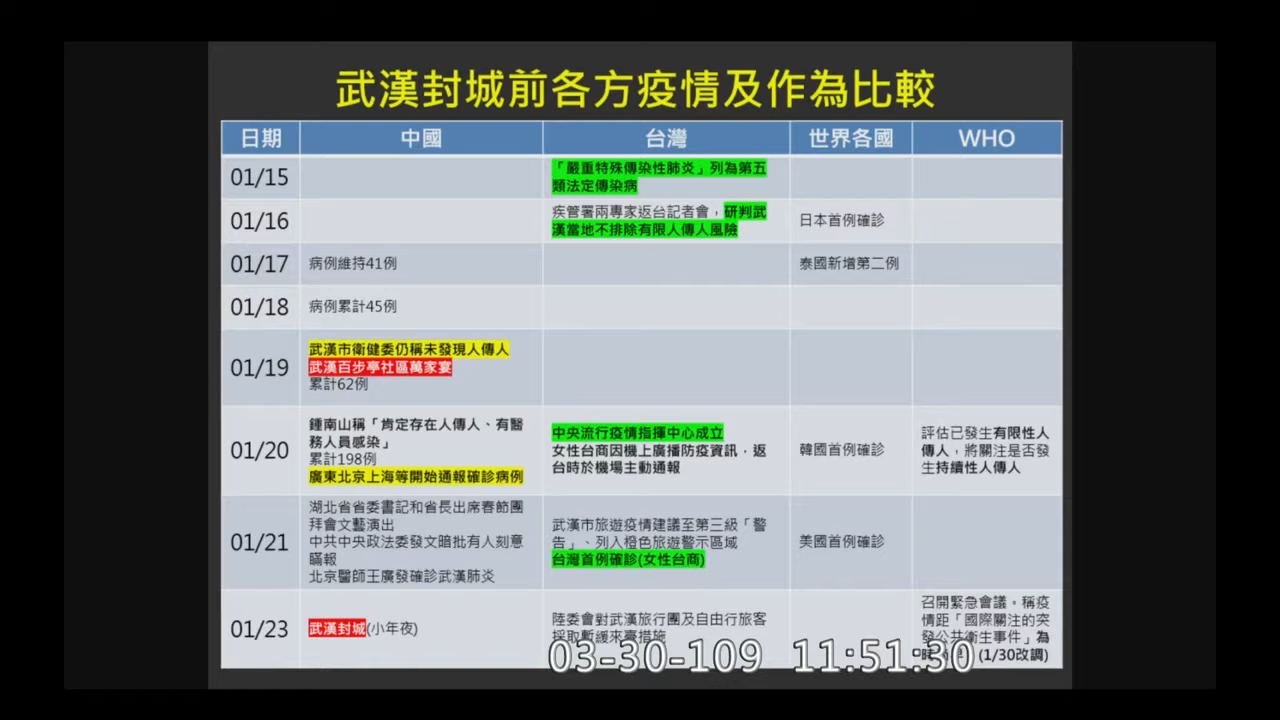 武漢封城前各方疫情及作為比較
日期 中國 台灣 世界各國 WHO
01/15
「嚴重特殊傳染性肺炎」列為第五
類法定傳染病
01/16
疾管署兩專家返台記者會，研判武
漢當地不排除有限人傳人風險
日本首例確診
01/17
病例維持41例
泰國新增第二例
01/18
病例累計45例
01/19
武漢市衛健委仍稱未發現人傳人
武漢百步亭社區萬家宴
累計62例
01/20
鍾南山稱「肯定存在人傳人、有醫
務人員感染」
累計198例
廣東北京上海等開始通報確診病例
中央流行疫情指揮中心成立
女性台商因機上廣播防疫資訊，返
台時於機場主動通報
韓國首例確診
評估已發生有限性人
傳人，將關注是否發
生持續性人傳人
01/21
湖北省省委書記和省長出席春節團
拜會文藝演出
中共中央政法委發文暗批有人刻意
瞞報
北京醫師王廣發確診武漢肺炎
武漢市旅遊疫情建議至第三級「警
告」、列入橙色旅遊警示區域
台灣首例確診(女性台商)
美國首例確診
01/23
武漢封城(小年夜)
陸委會對武漢旅行團及自由行旅客
採取暫緩來臺措施
召開緊急會議。稱疫
情距「國際關注的突
發公共衛生事件」為
(1/30改調)
03-30-109 11:51:30